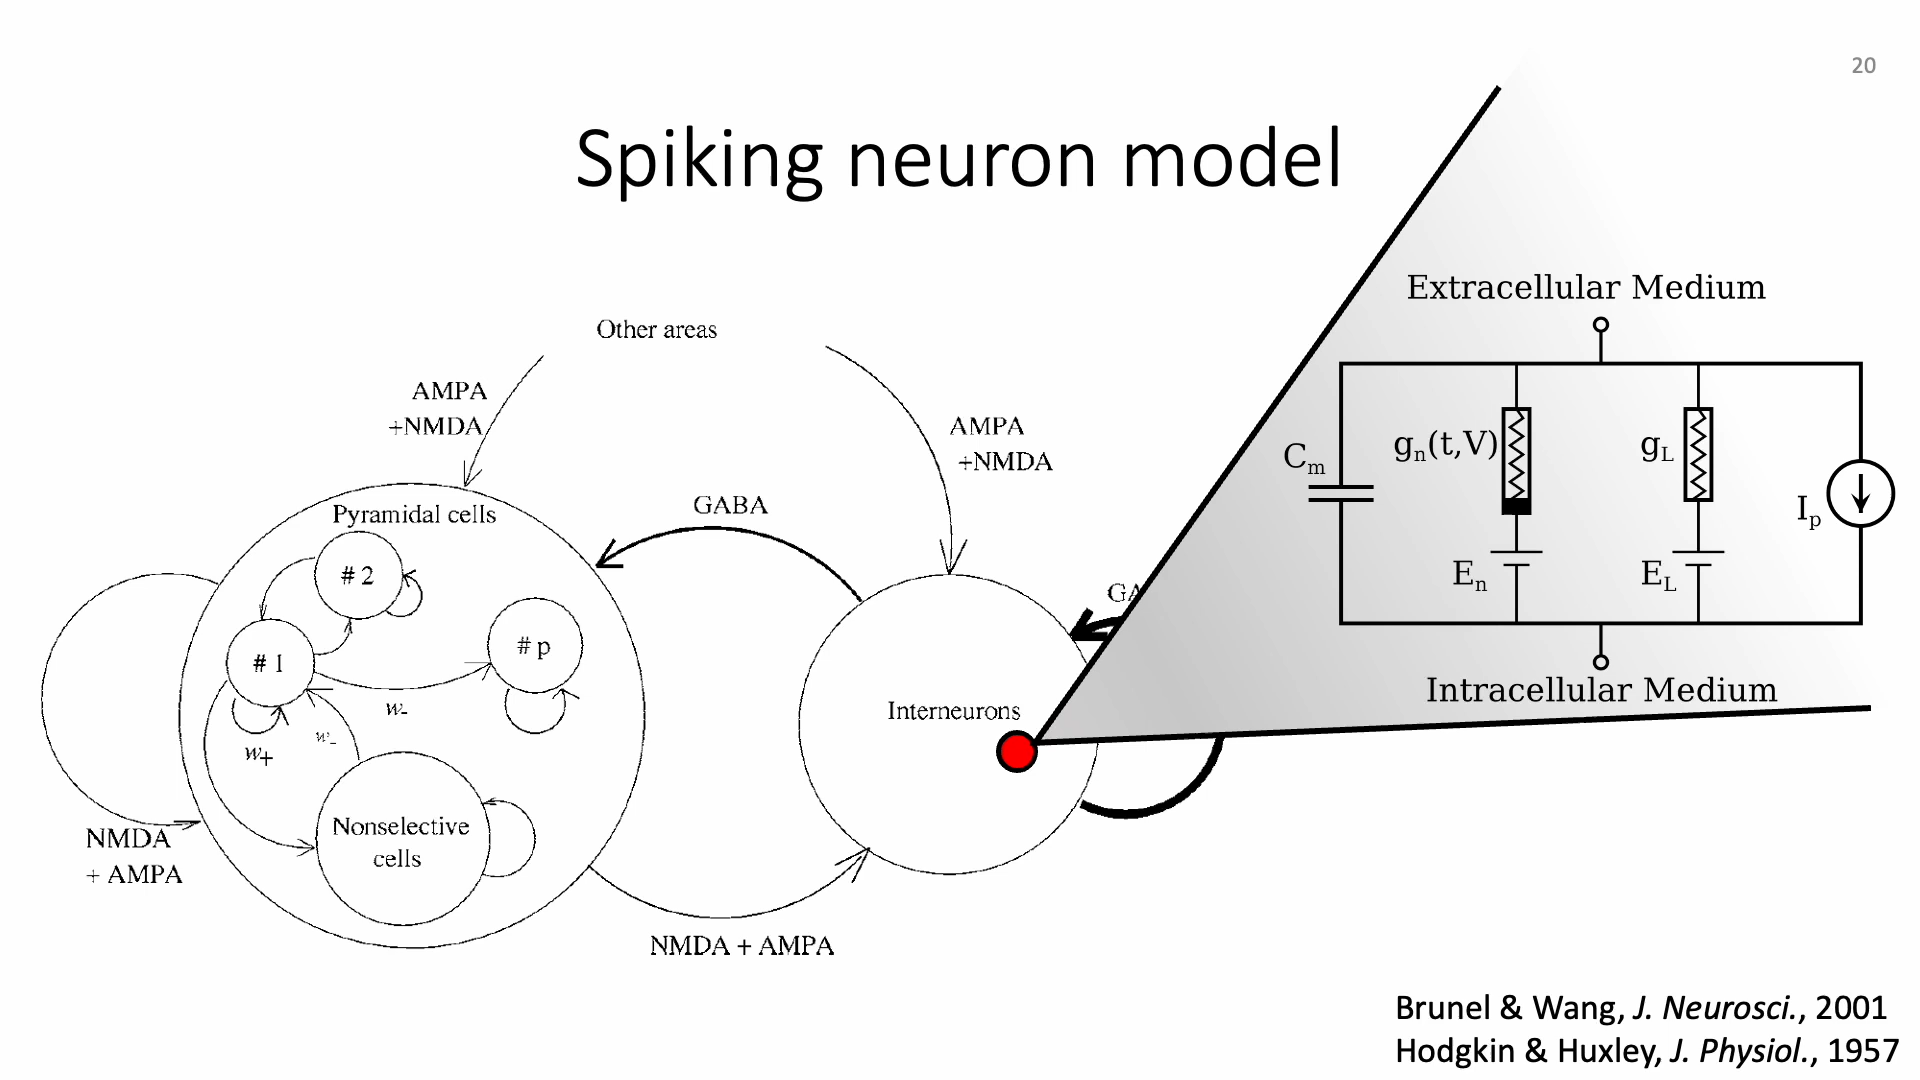 20
Spiking neuron model
Extracellular Medium
Other areas
AMPA
+NMDA
AMPA
+NMDA
GABA
Pyramidal cells
# 2
# 1
# p
w-
w-
w+
Nonselective
cells
NMDA
+ AMPA
NMDA + AMPA
Interneurons
GA
Cm
gn(t,V)
gL
Ip
En
EL
Intracellular Medium
Brunel & Wang, J. Neurosci., 2001
Hodgkin & Huxley, J. Physiol., 1957